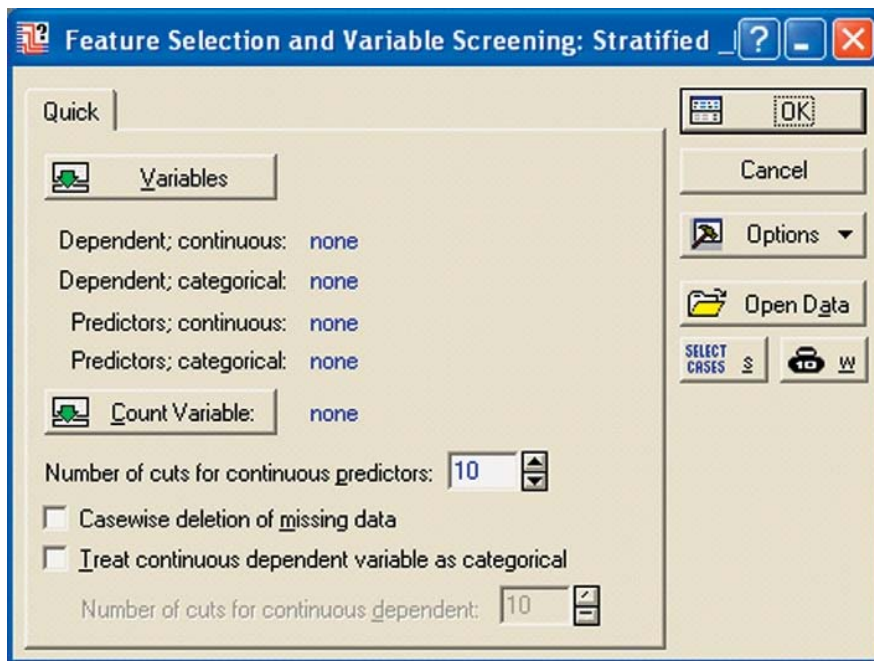 Feature Selection and Variable Screening: Stratified _
Quick
Variables
Dependent; continuous: none
Dependent; categorical: none
Predictors; continuous: none
Predictors; categorical: none
Count Variable: none
Number of cuts for continuous predictors: 10
Casewise deletion of missing data
Treat continuous dependent variable as categorical
Number of cuts for continuous dependent: 10
OK
Cancel
Options
Open Data
SELECT
CASES S
W